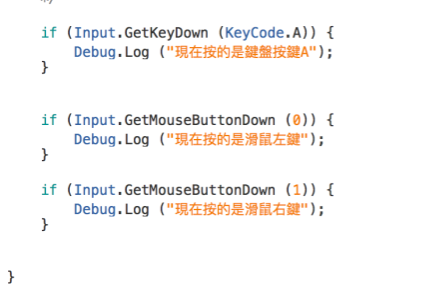 */
if (Input.GetKeyDown (KeyCode.A)) {
Debug.Log ("現在按的是鍵盤按鍵A");
}
if (Input.GetMouseButtonDown (0)) {
Debug.Log ("現在按的是滑鼠左鍵");
}
if (Input.GetMouseButtonDown (1)) {
Debug.Log ("現在按的是滑鼠右鍵");
}
}